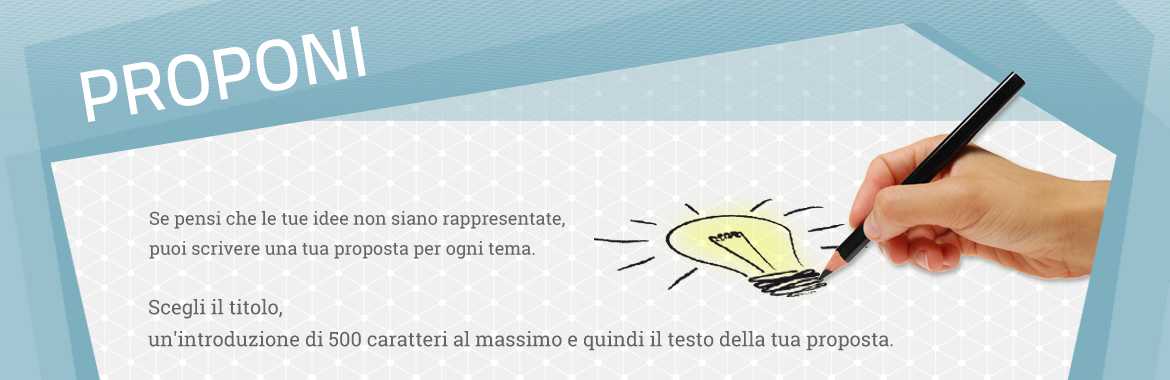 PROPONI
Se pensi che le tue idee non siano rappresentate,
puoi scrivere una tua proposta per ogni tema.
Scegli il titolo,
un'introduzione di 500 caratteri al massimo e quindi il testo della tua proposta.